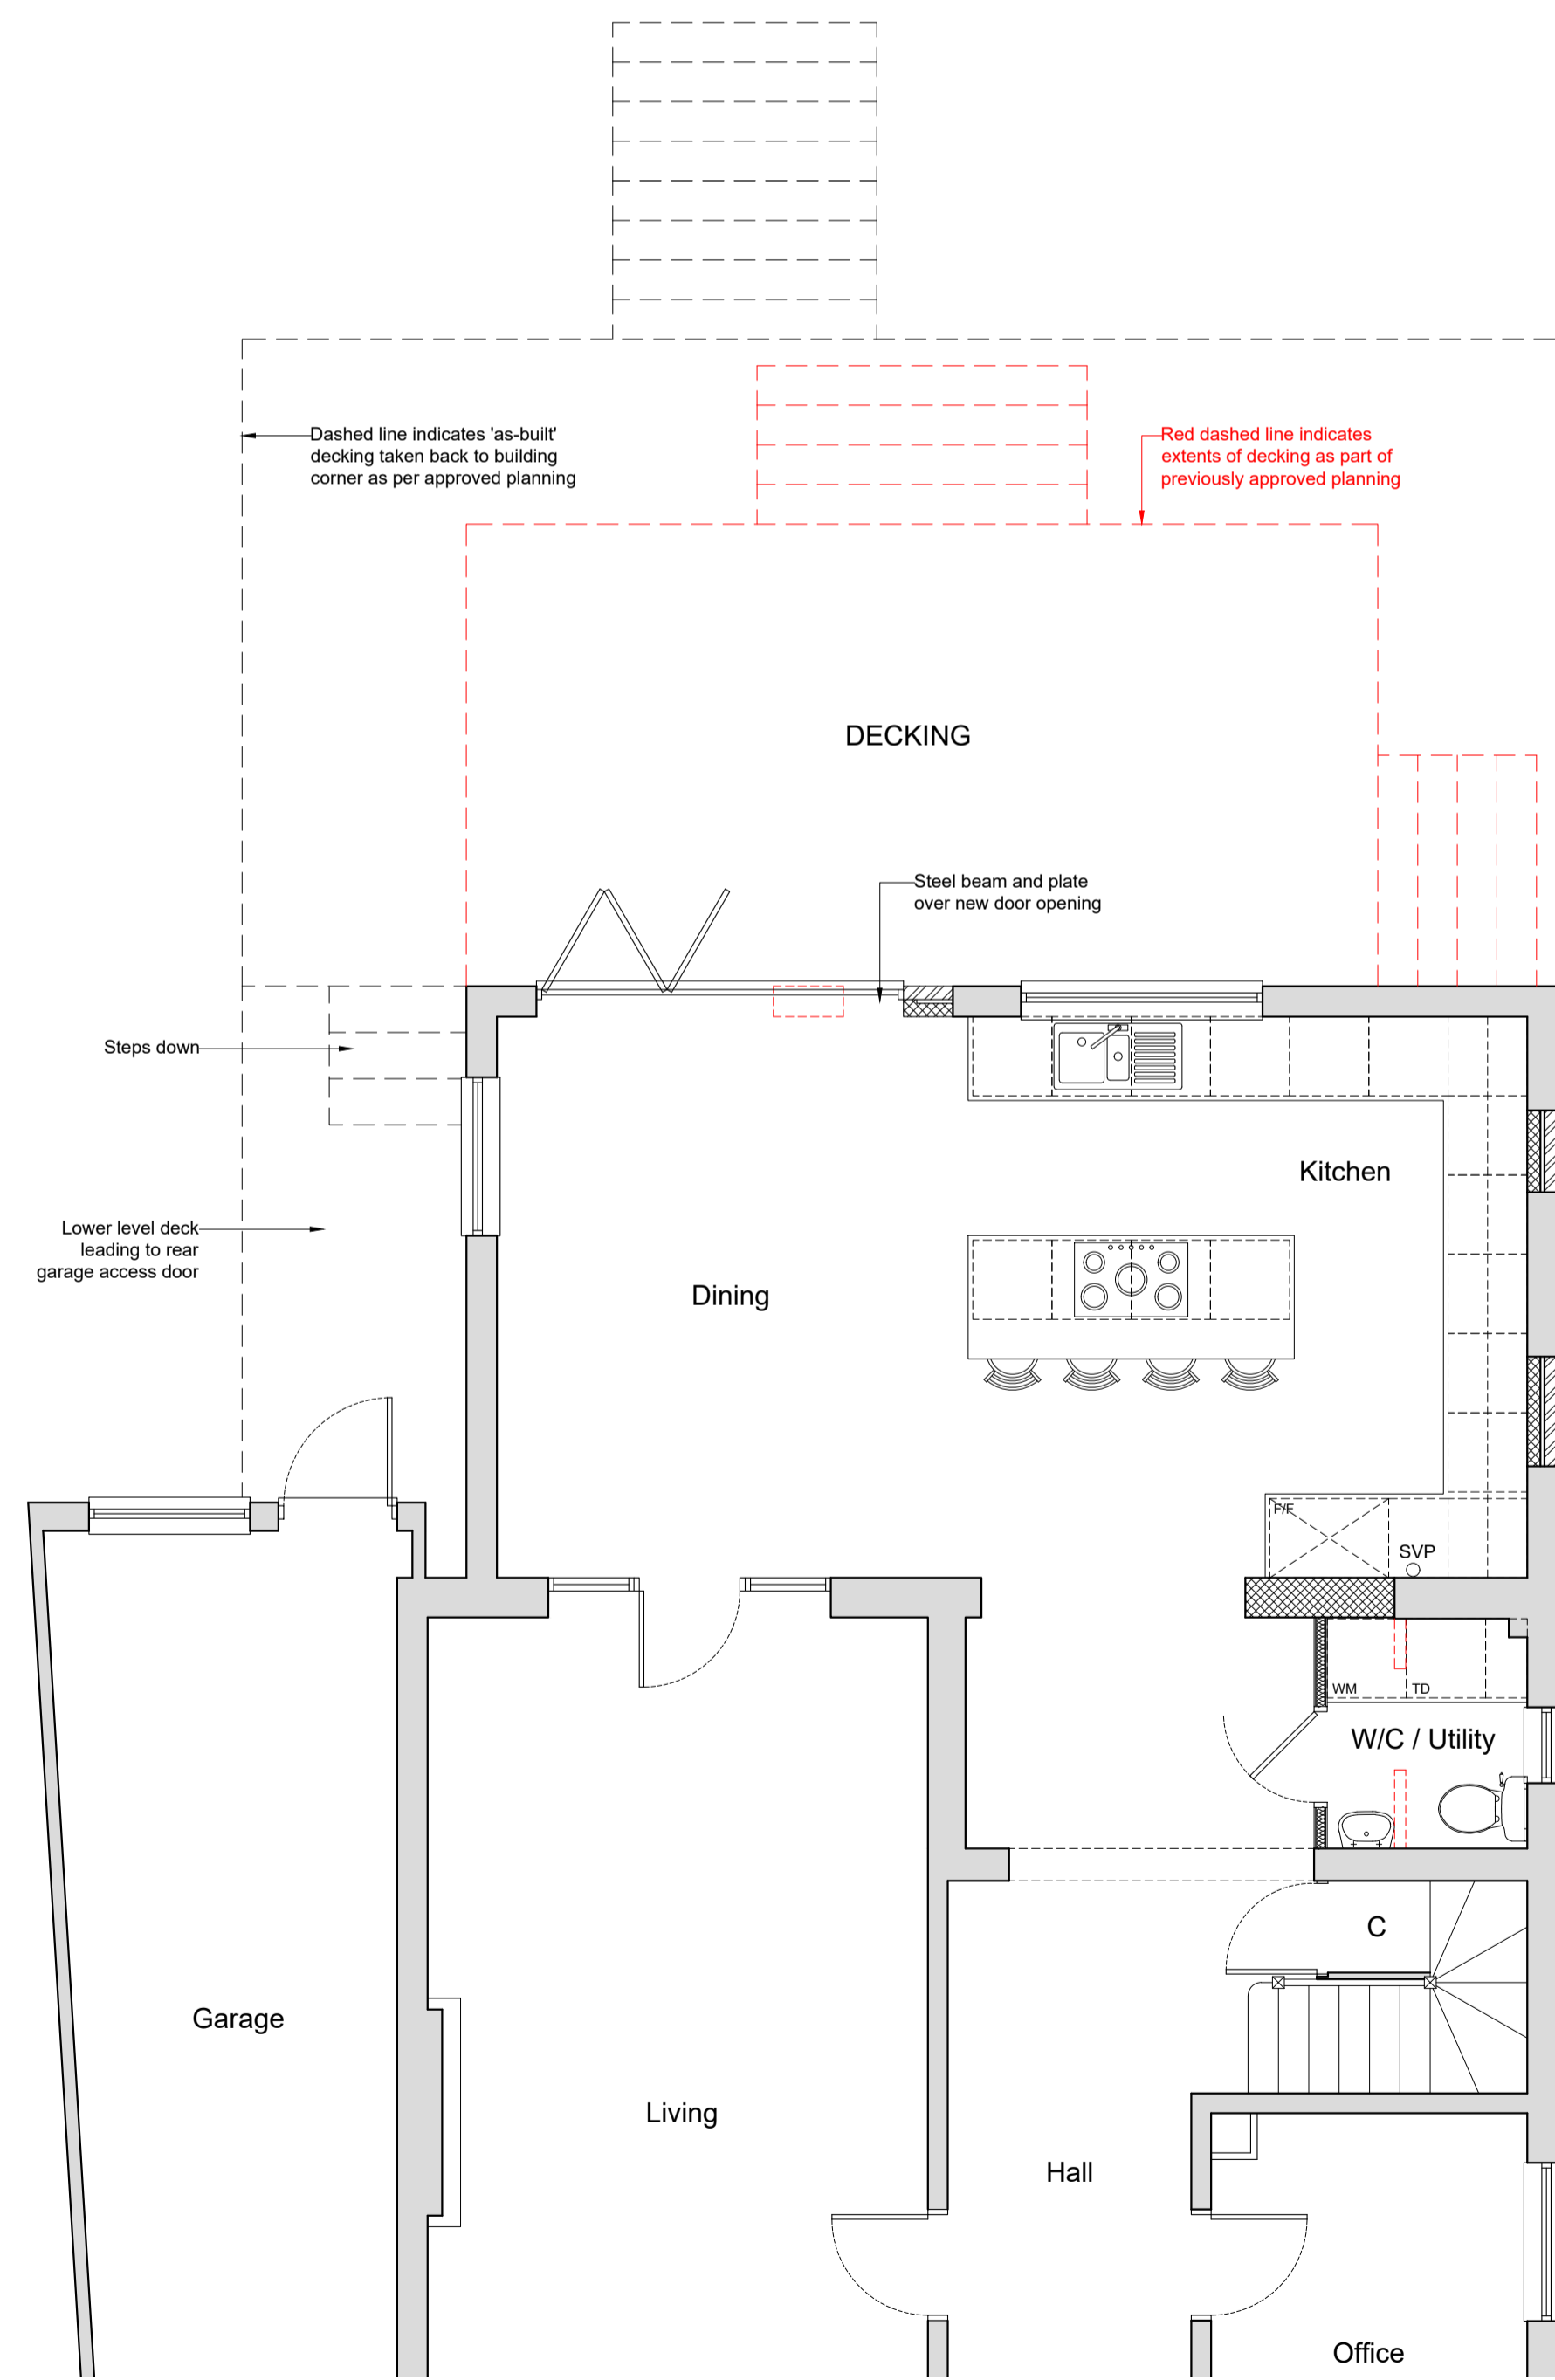 Dashed line indicates 'as-built'
decking taken back to building
corner as per approved planning
Red dashed line indicates
extents of decking as part of
previously approved planning
DECKING
Steel beam and plate
over new door opening
Steps down
Kitchen
Lower level deck
leading to rear
garage access door
Dining
F/F
SVP
WM
TD
W/C / Utility
C
Garage
Living
Hall
Office